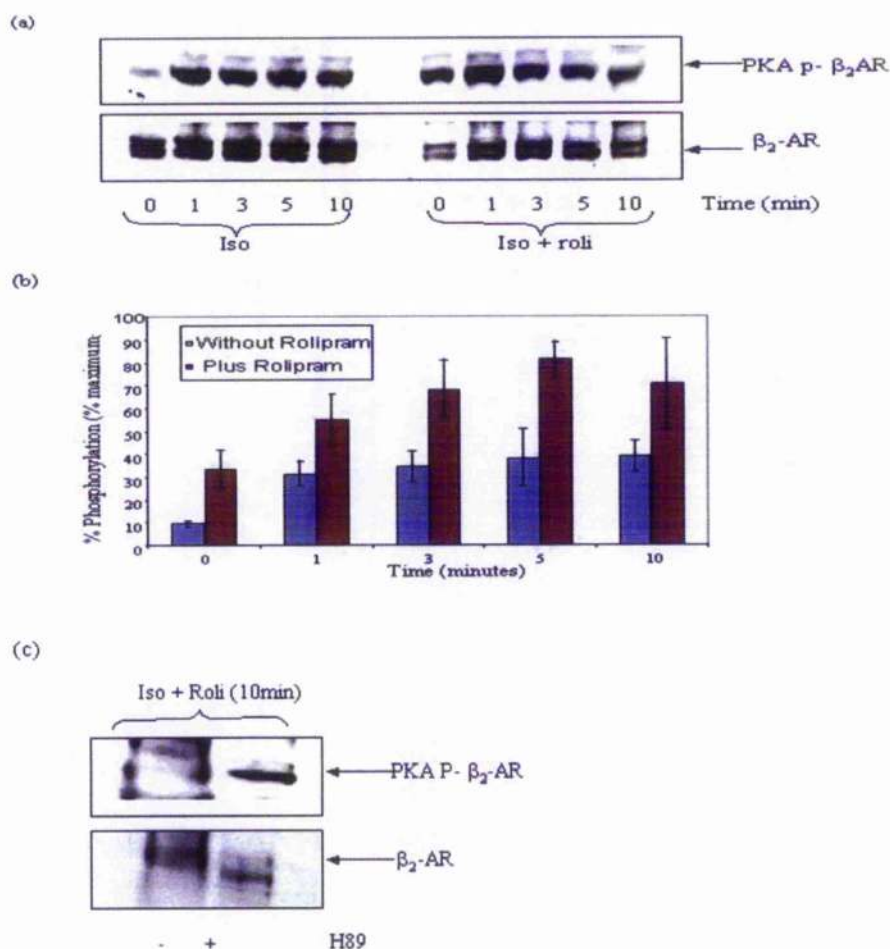 (a)
PKA p- β₂AR
β₂-AR
0 1 3 5 10 0 1 3 5 10 Time (min)
Iso Iso + roli
(b)
% Phosphorylation (% maximum;
100
90
80
70
60
50
40
30
20
10
0
Without Rolipram
Plus Rolipram
0 1 3 5 10
Time (minutes)
(c)
Iso + Roli (10min)
PKA P- β₂-AR
β₂-AR
- + H89